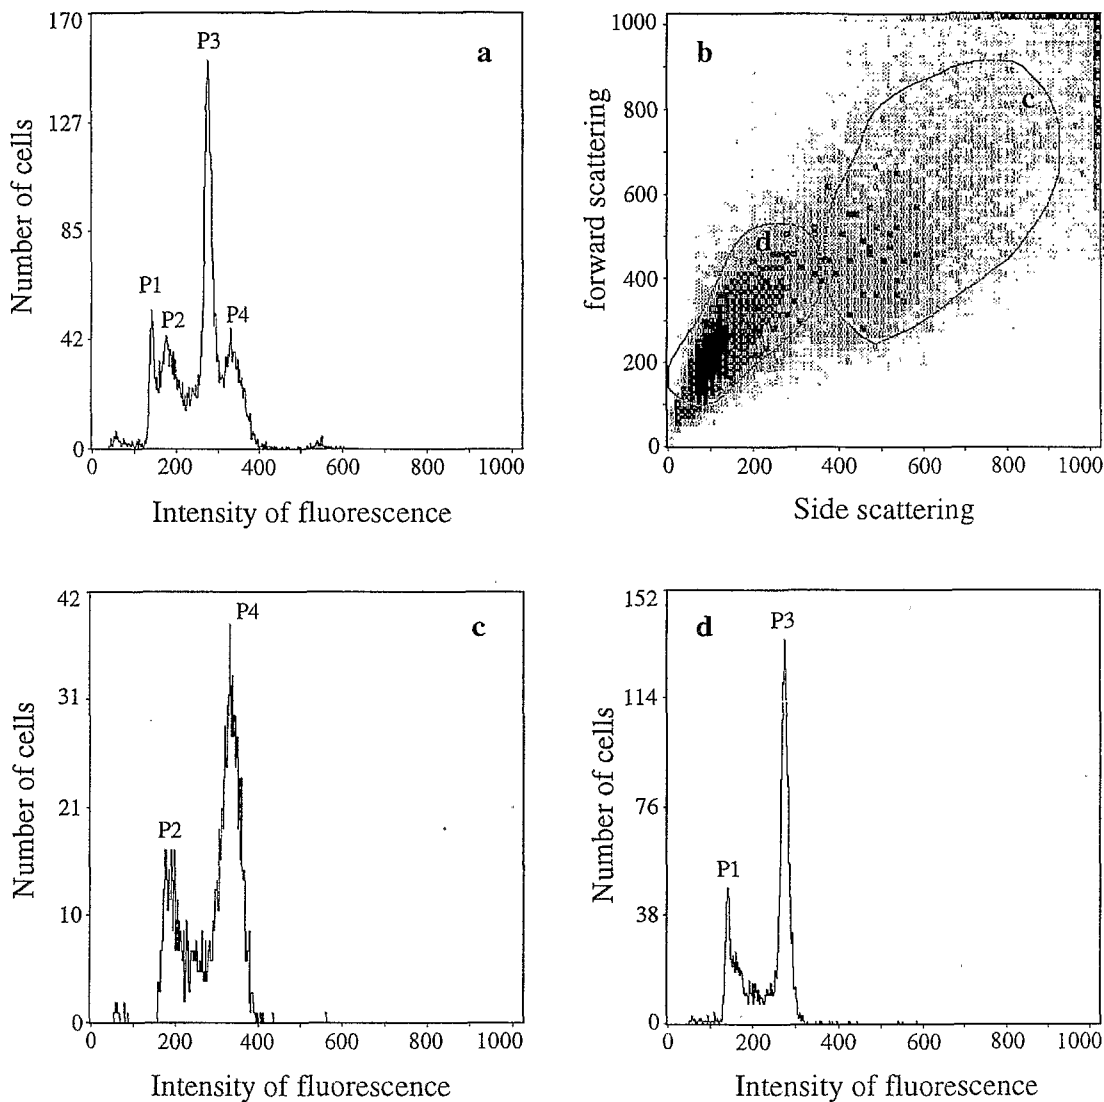 170
127
85
42
0
0 200 400 600 800 1000
Number of cells
Intensity of fluorescence
a
P1
P2
P3
P4
1000
800
600
400
200
0
0 200 400 600 800 1000
forward scattering
Side scattering
b
c
d
42
31
21
10
0
0 200 400 600 800 1000
Number of cells
Intensity of fluorescence
c
P2
P4
152
114
76
38
0
0 200 400 600 800 1000
Number of cells
Intensity of fluorescence
d
P1
P3